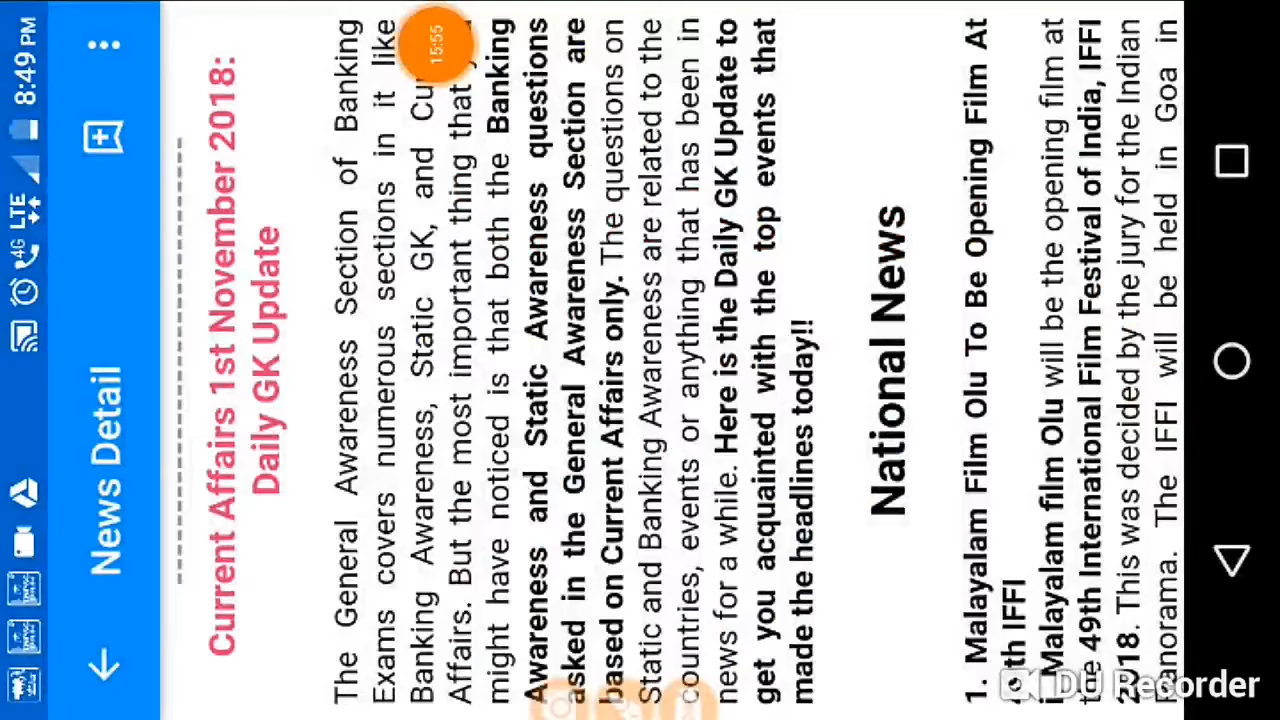 4G LTE 8:49 PM
News Detail
15:55
Current Affairs 1st November 2018:
Daily GK Update
The General Awareness Section of Banking
Exams covers numerous sections in it like
Banking Awareness, Static GK, and
Affairs. But the most important thing that
might have noticed is that both the Banking
Awareness and Static Awareness questions
asked in the General Awareness Section are
based on Current Affairs only. The questions on
Static and Banking Awareness are related to the
countries, events or anything that has been in
news for a while. Here is the Daily GK Update to
get you acquainted with the top events that
made the headlines today!!
National News
1. Malayalam Film Olu To Be Opening Film At
th IFFI
Malayalam film Olu will be the opening film at
49th International Film Festival of India, IFFI
2018. This was decided by the jury for the Indian
Panorama. The IFFI will be held in Goa in
DU Recorder